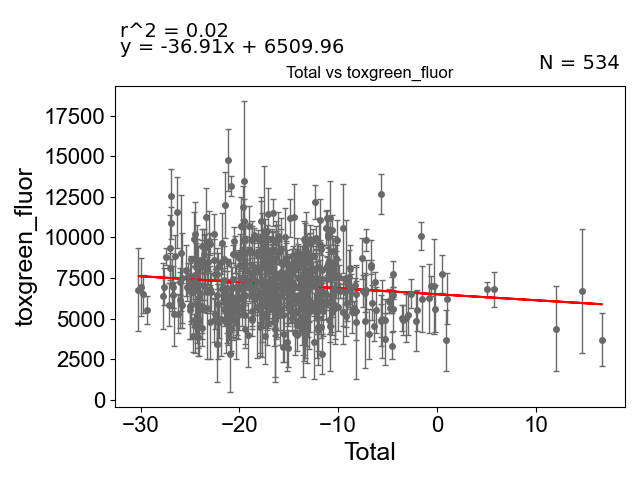 r^2 = 0.02
y = -36.91x + 6509.96
N = 534
Total vs toxgreen_fluor
17500
15000
12500
10000
7500
5000
2500
0
toxgreen_fluor
−30
−20
−10
0
10
Total